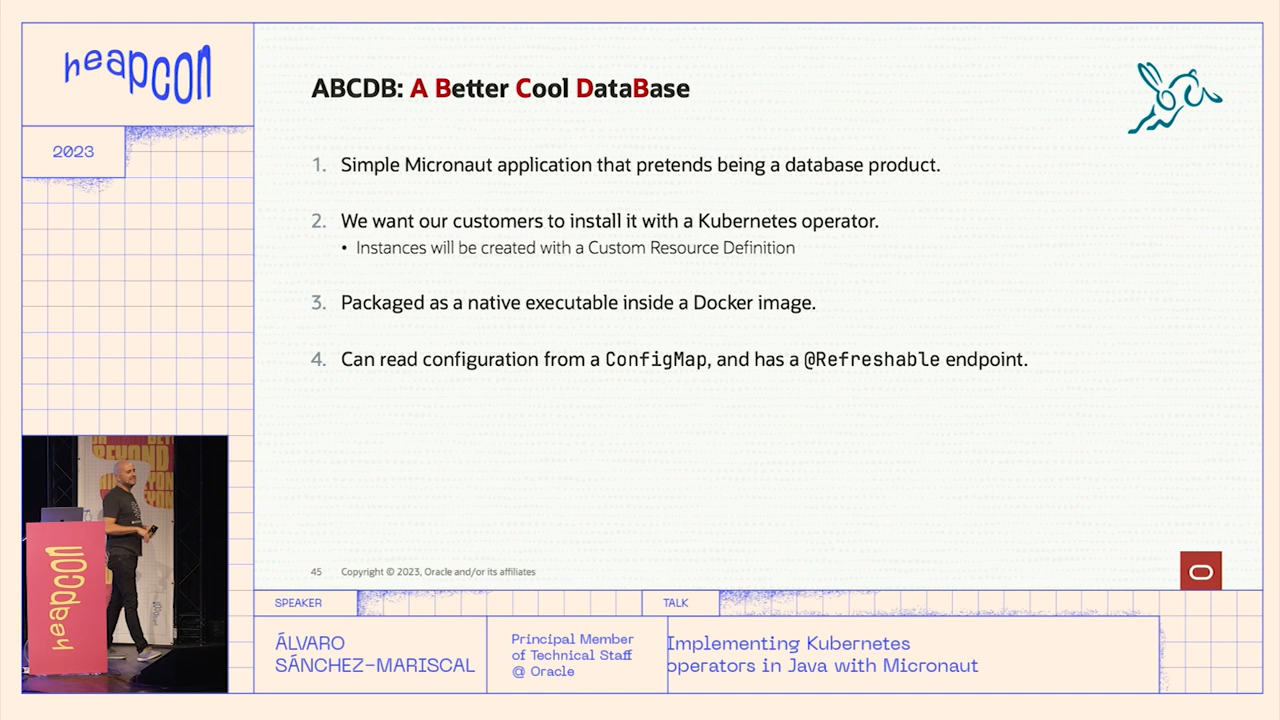 heapcon
2023
ABCDB: A Better Cool DataBase
1. Simple Micronaut application that pretends being a database product.
2. We want our customers to install it with a Kubernetes operator.
• Instances will be created with a Custom Resource Definition
3. Packaged as a native executable inside a Docker image.
4. Can read configuration from a ConfigMap, and has a @Refreshable endpoint.
45 Copyright © 2023, Oracle and/or its affiliates
BEYOND
heapcon
SPEAKER
TALK
ÁLVARO
SÁNCHEZ-MARISCAL
Principal Member
of Technical Staff
@ Oracle
Implementing Kubernetes
operators in Java with Micronaut